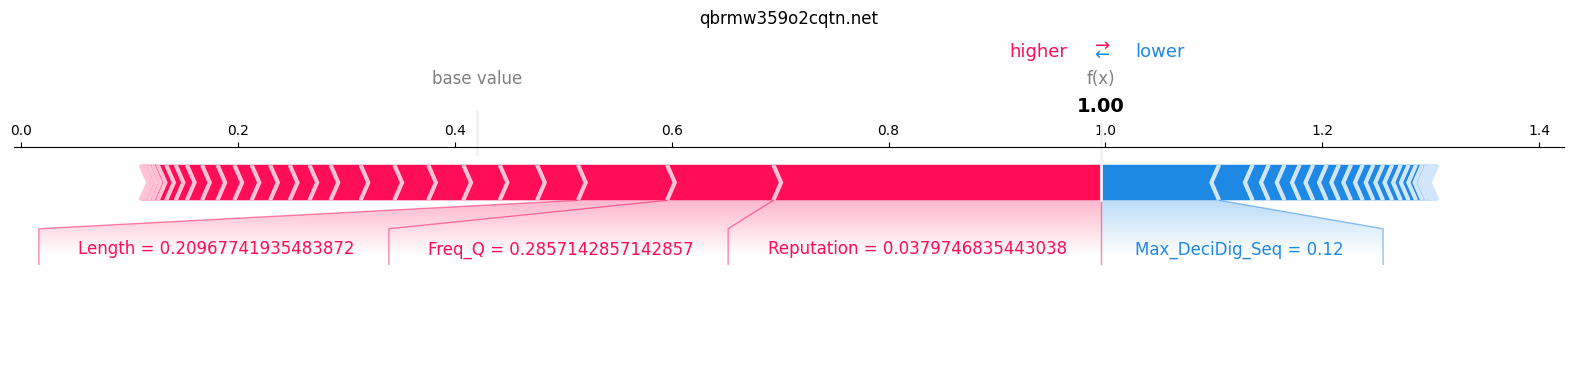 qbrmw359o2cqtn.net
higher ⇄ lower
base value f(x)
1.00
0.0 0.2 0.4 0.6 0.8 1.0 1.2 1.4
Length = 0.20967741935483872 Freq_Q = 0.2857142857142857 Reputation = 0.0379746835443038 Max_DeciDig_Seq = 0.12